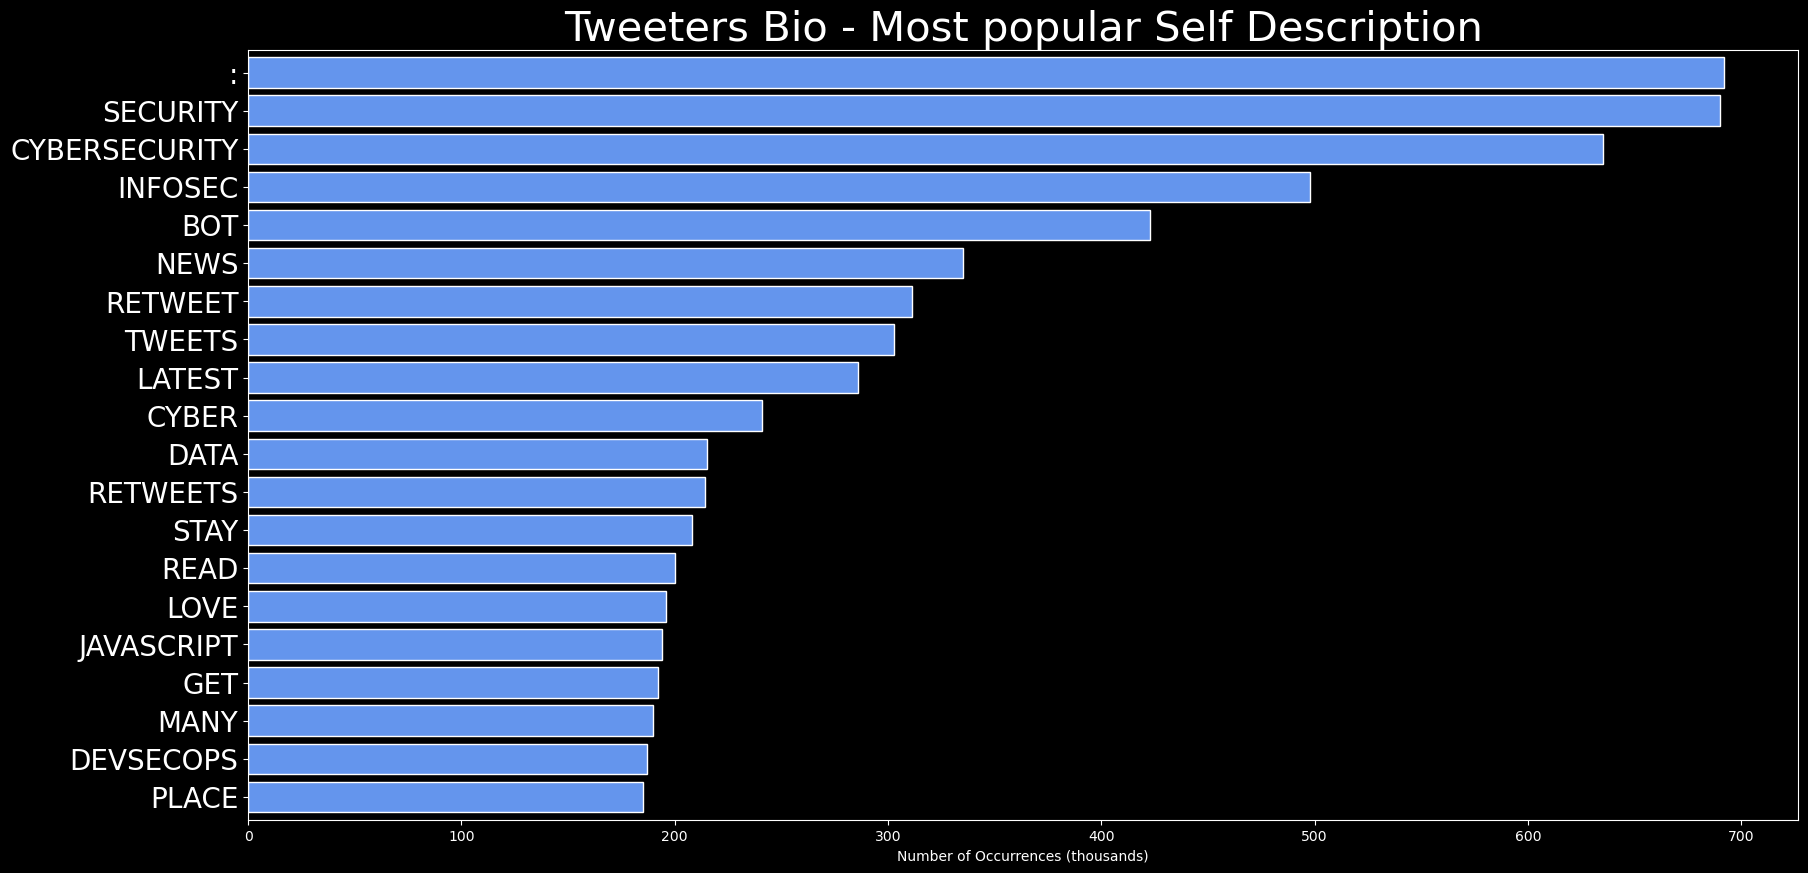 Tweeters Bio - Most popular Self Description
:
SECURITY
CYBERSECURITY
INFOSEC
BOT
NEWS
RETWEET
TWEETS
LATEST
CYBER
DATA
RETWEETS
STAY
READ
LOVE
JAVASCRIPT
GET
MANY
DEVSECOPS
PLACE
0 100 200 300 400 500 600 700
Number of Occurrences (thousands)